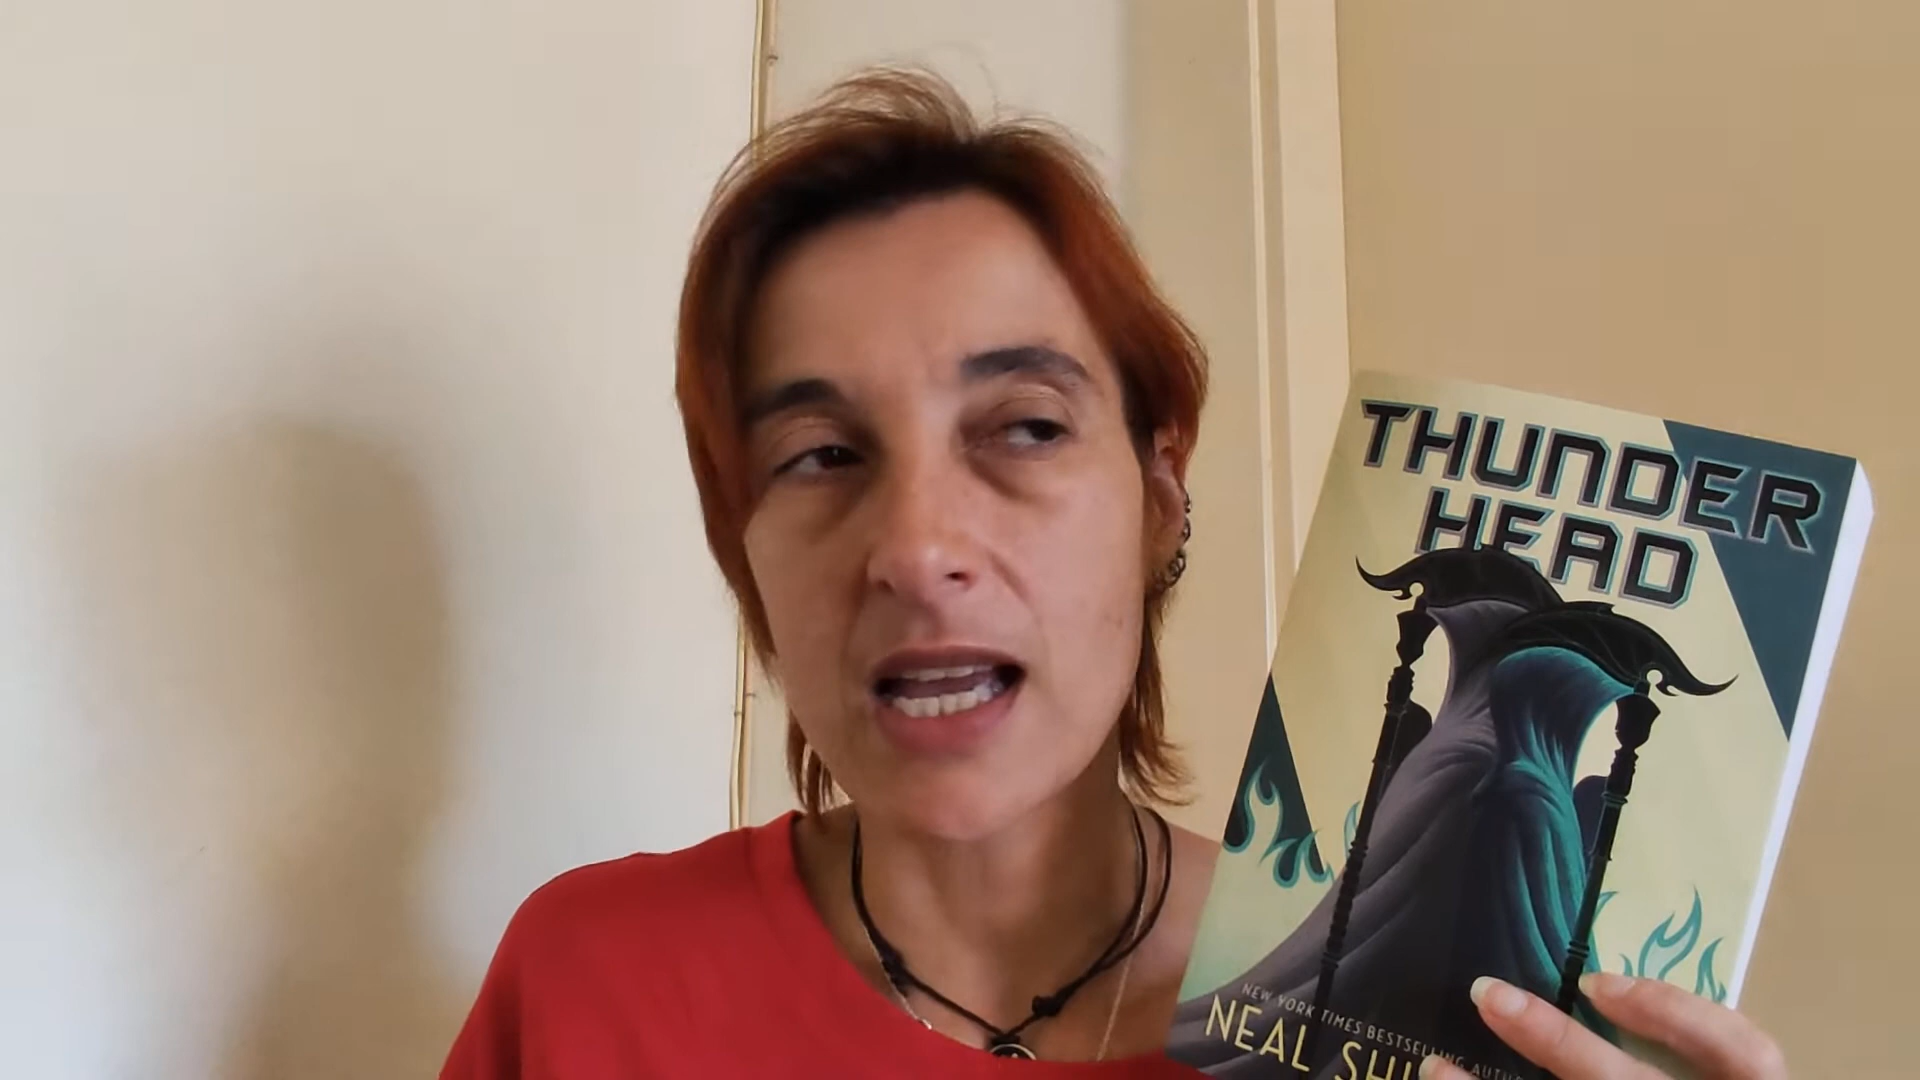 THUNDER
HEAD
NEW YORK TIMES BESTSELLING
NEAL